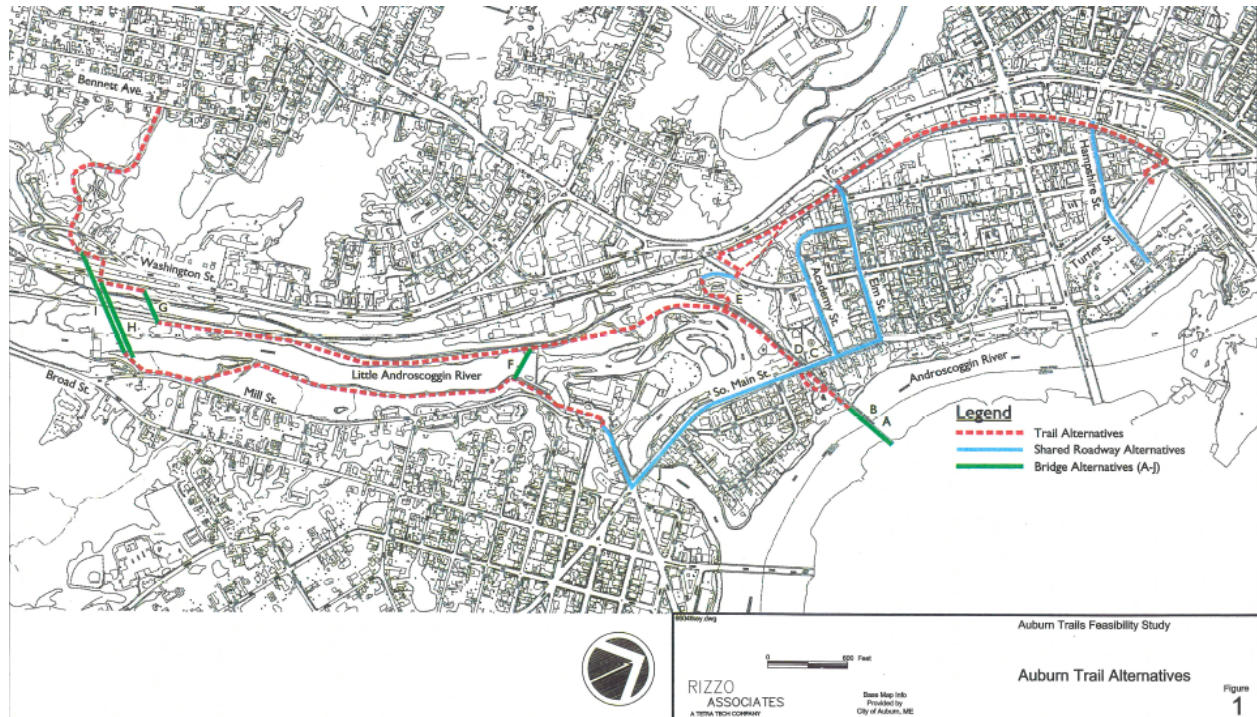 Bennett Ave.
Washington St.
Hampshire St.
Turner St.
Academy St.
Elm St.
G
I
H
E
D
C
F
Little Androscoggin River
So. Main St.
Androscoggin River
Broad St.
Mill St.
B
A
Legend
Trail Alternatives
Shared Roadway Alternatives
Bridge Alternatives (A-J)
Auburn Trails Feasibility Study
0 600 Feet
Auburn Trail Alternatives
RIZZO
ASSOCIATES
A TETRA TECH COMPANY
Base Map Info
Provided by
City of Auburn, ME
Figure
1